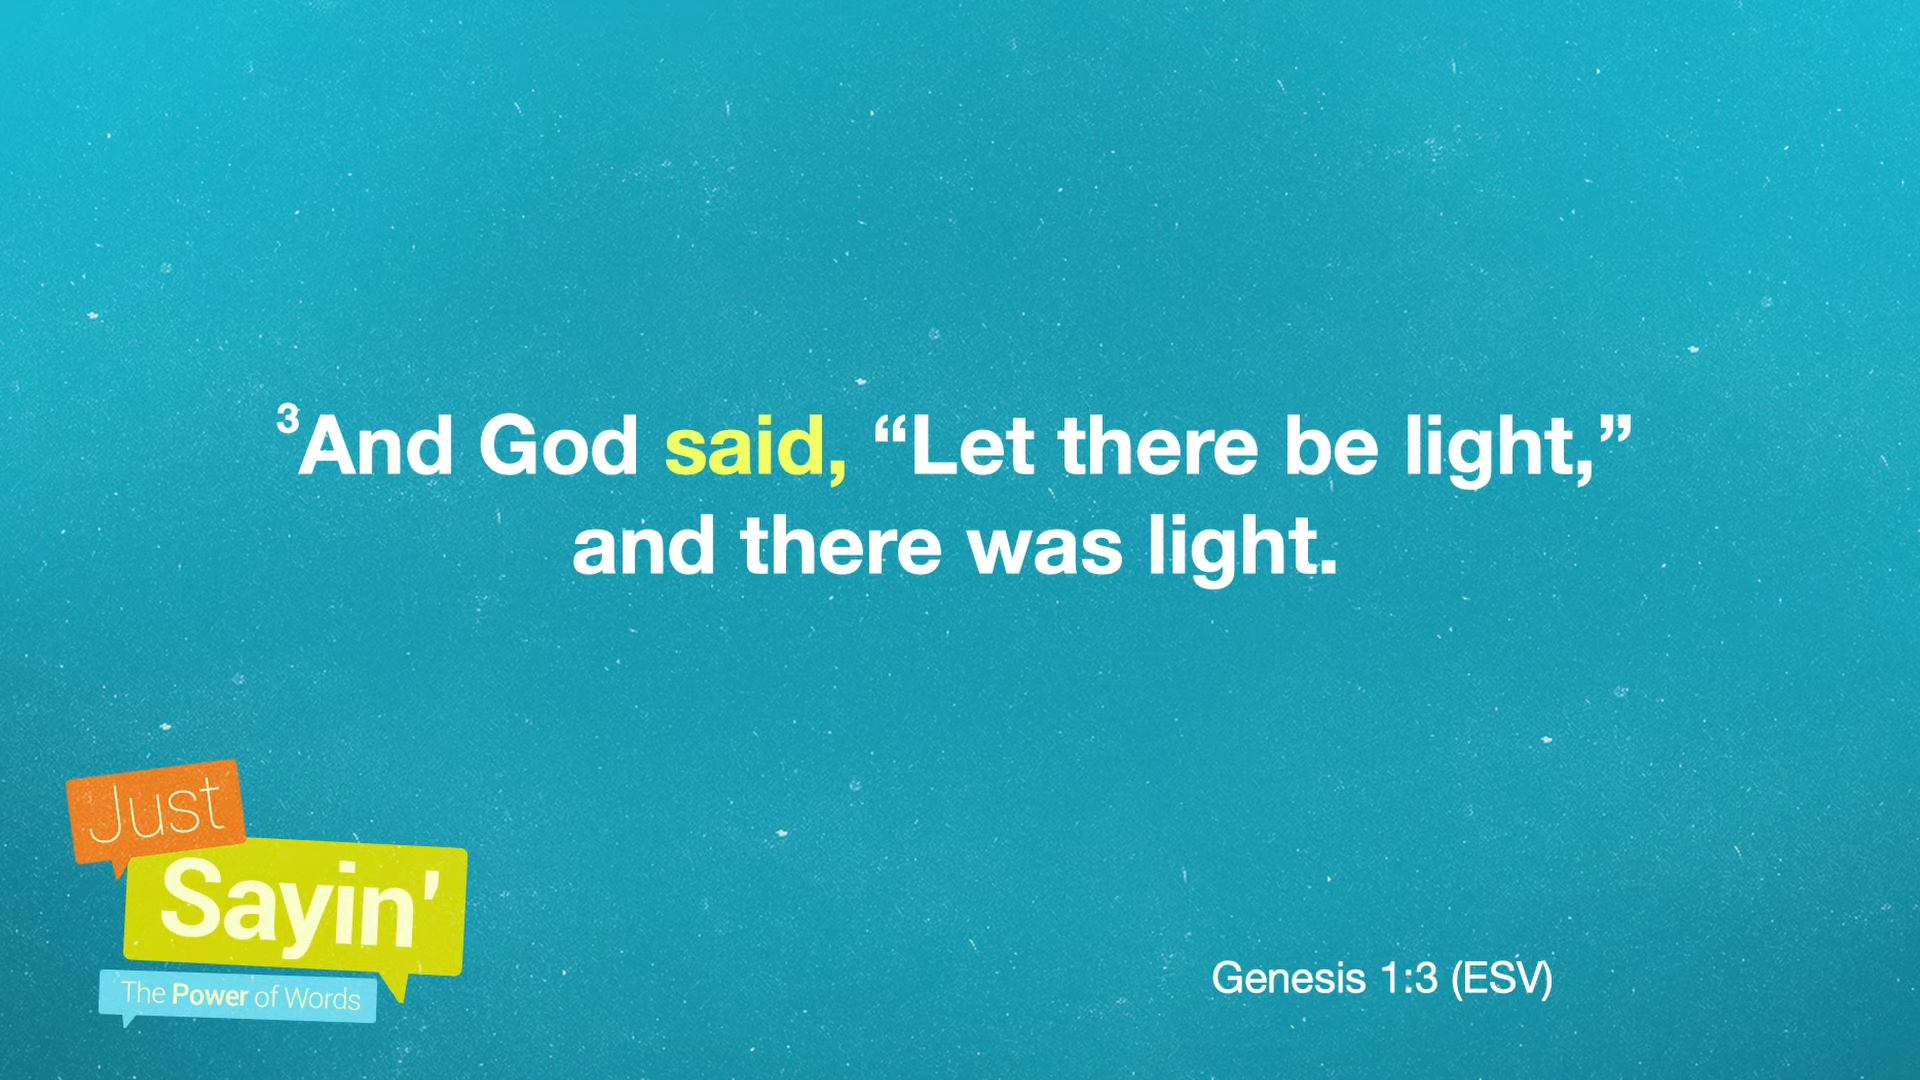 ³And God said, “Let there be light,”
and there was light.
Just
Sayin'
The Power of Words
Genesis 1:3 (ESV)